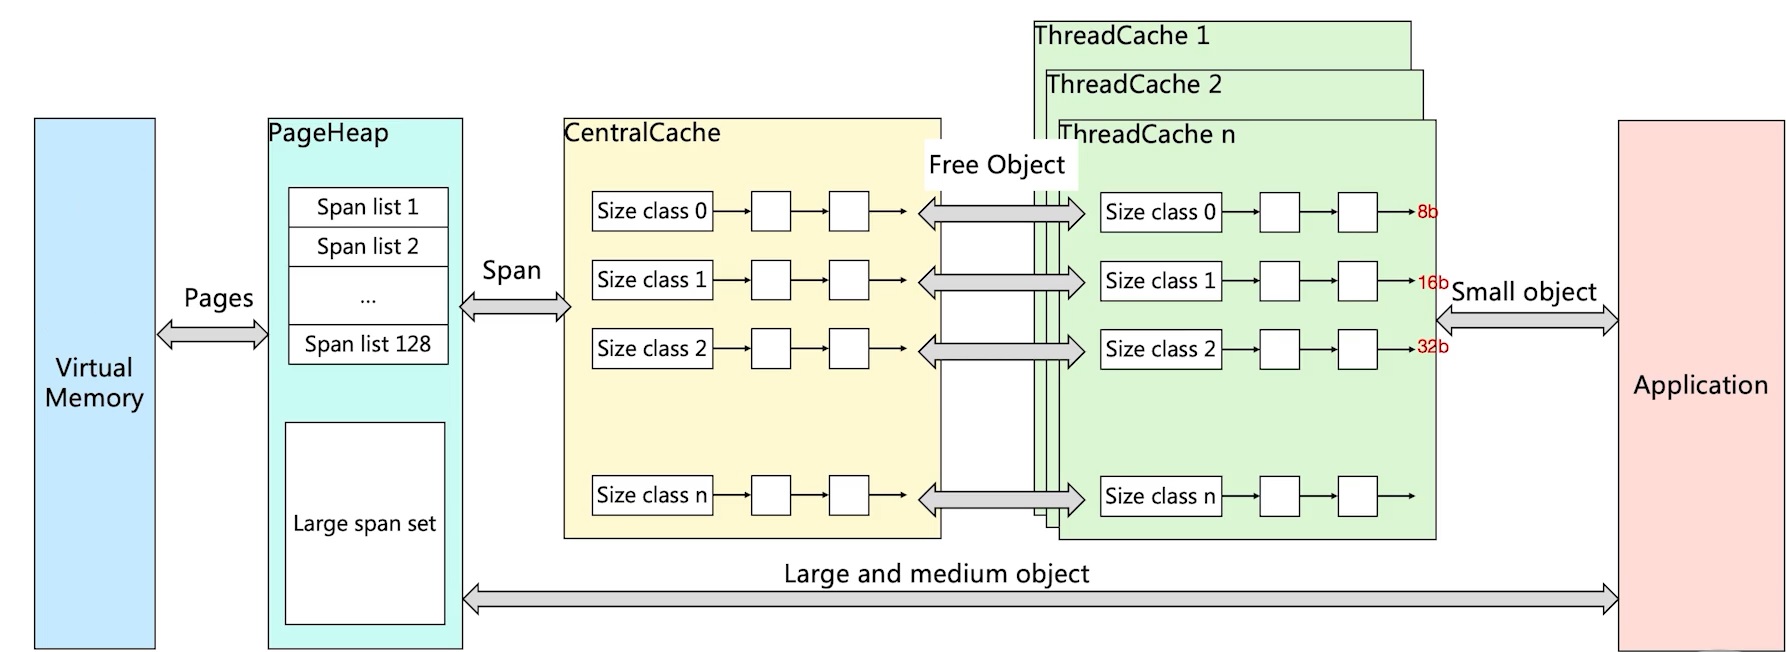 ThreadCache 1
ThreadCache 2
ThreadCache n
PageHeap
CentralCache
Free Object
Span list 1
Span list 2
...
Span list 128
Large span set
Pages
Span
Virtual
Memory
Size class 0
Size class 1
Size class 2
Size class n
Size class 0
8b
Size class 1
16b
Size class 2
32b
Size class n
Small object
Application
Large and medium object